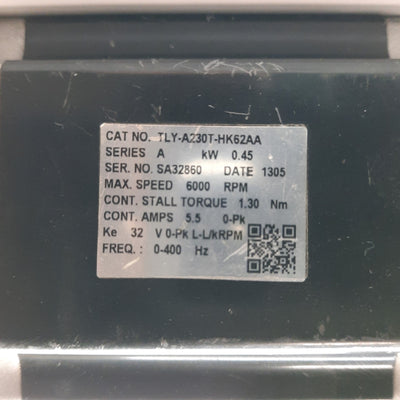 CAT NO. TLY-A230T-HK62AA
SERIES A kW 0.45
SER. NO. SA32860 DATE 1305
MAX. SPEED 6000 RPM
CONT. STALL TORQUE 1.30 Nm
CONT. AMPS 5.5 0-Pk
Ke 32 V 0-Pk L-L/kRPM
FREQ. : 0-400 Hz